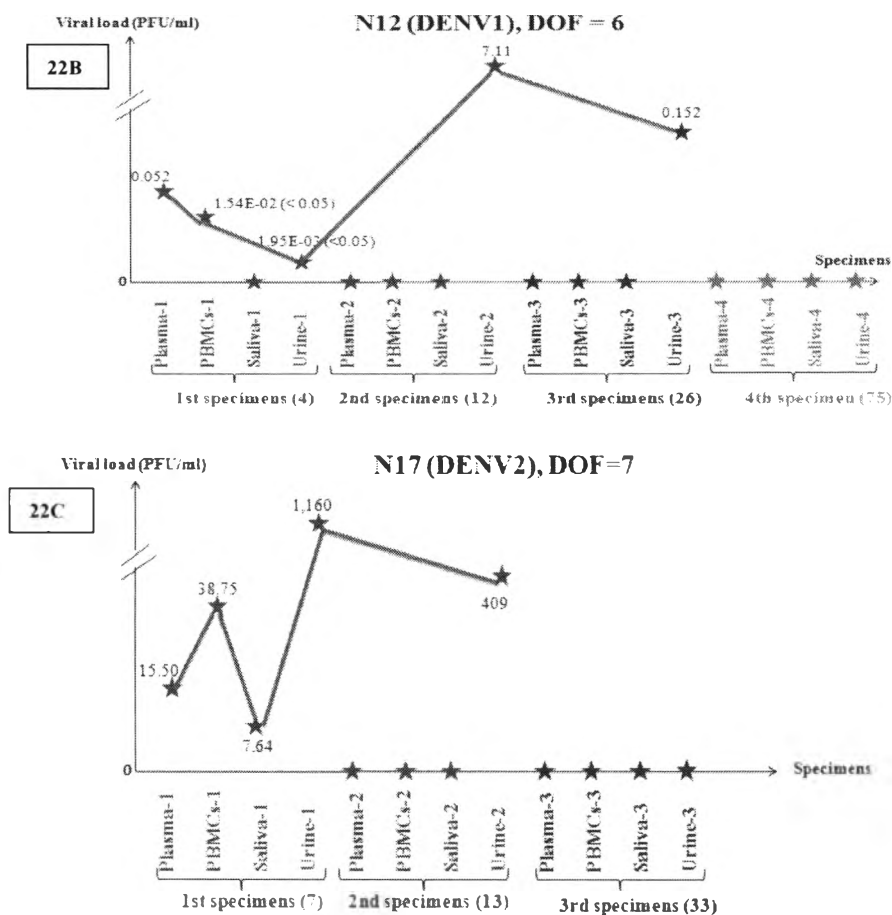 Viral load (PFU/ml)
N12 (DENV1), DOF = 6
22B
7.11
0.152
0.052
1.54E-02 (<0.05)
1.95E-03 (<0.05)
Specimens
0
Plasma-1
PBMCs-1
Saliva-1
Urine-1
Plasma-2
PBMCs-2
Saliva-2
Urine-2
Plasma-3
PBMCs-3
Saliva-3
Urine-3
Plasma-4
PBMCs-4
Saliva-4
Urine-4
1st specimens (4)
2nd specimens (12)
3rd specimens (26)
4th specimen (75)
Viral load (PFU/ml)
N17 (DENV2), DOF=7
22C
1,160
38.75
409
15.50
7.64
0
Specimens
Plasma-1
PBMCs-1
Saliva-1
Urine-1
Plasma-2
PBMCs-2
Saliva-2
Urine-2
Plasma-3
PBMCs-3
Saliva-3
Urine-3
1st specimens (7)
2nd specimens (13)
3rd specimens (33)